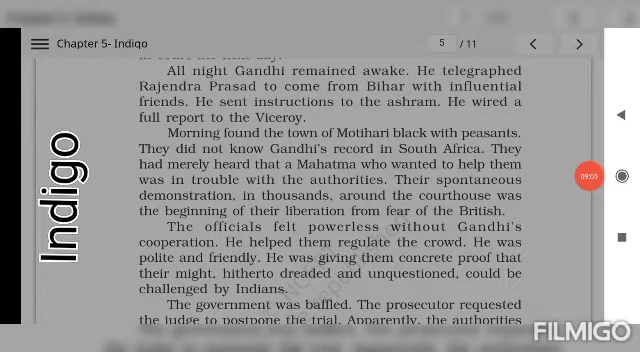 Chapter 5- Indigo
5 / 11
All night Gandhi remained awake. He telegraphed
Rajendra Prasad to come from Bihar with influential
friends. He sent instructions to the ashram. He wired a
full report to the Viceroy.
Morning found the town of Motihari black with peasants.
They did not know Gandhi's record in South Africa. They
had merely heard that a Mahatma who wanted to help them
was in trouble with the authorities. Their spontaneous
demonstration, in thousands, around the courthouse was
the beginning of their liberation from fear of the British.
The officials felt powerless without Gandhi's
cooperation. He helped them regulate the crowd. He was
polite and friendly. He was giving them concrete proof that
their might, hitherto dreaded and unquestioned, could be
challenged by Indians.
The government was baffled. The prosecutor requested
the judge to postpone the trial. Apparently, the authorities
Indigo
09:05
FILMIGO